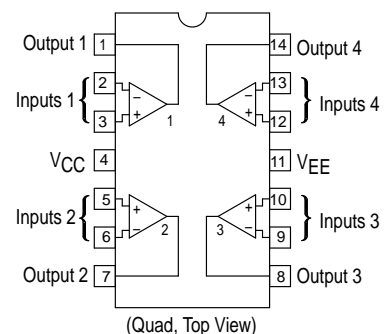 Output 1 1 14 Output 4
2 13
Inputs 1 { − + − + } Inputs 4
3 1 4 12
VCC 4 11 VEE
5 10
Inputs 2 { + − 2 3 + − } Inputs 3
6 9
Output 2 7 8 Output 3
(Quad, Top View)